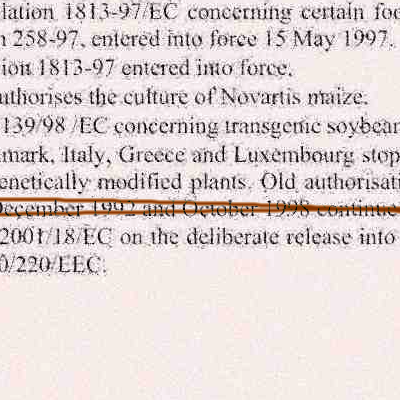 lation 1813-97/EC concerning certain foo
n 258-97, entered into force 15 May 1997.
ion 1813-97 entered into force.
uthorises the culture of Novartis maize.
139/98 /EC concerning transgenic soybean
mark, Italy, Greece and Luxembourg stop
enetically modified plants. Old authorisati
December 1992 and October 1998 continue
2001/18/EC on the deliberate release into
0/220/EEC.